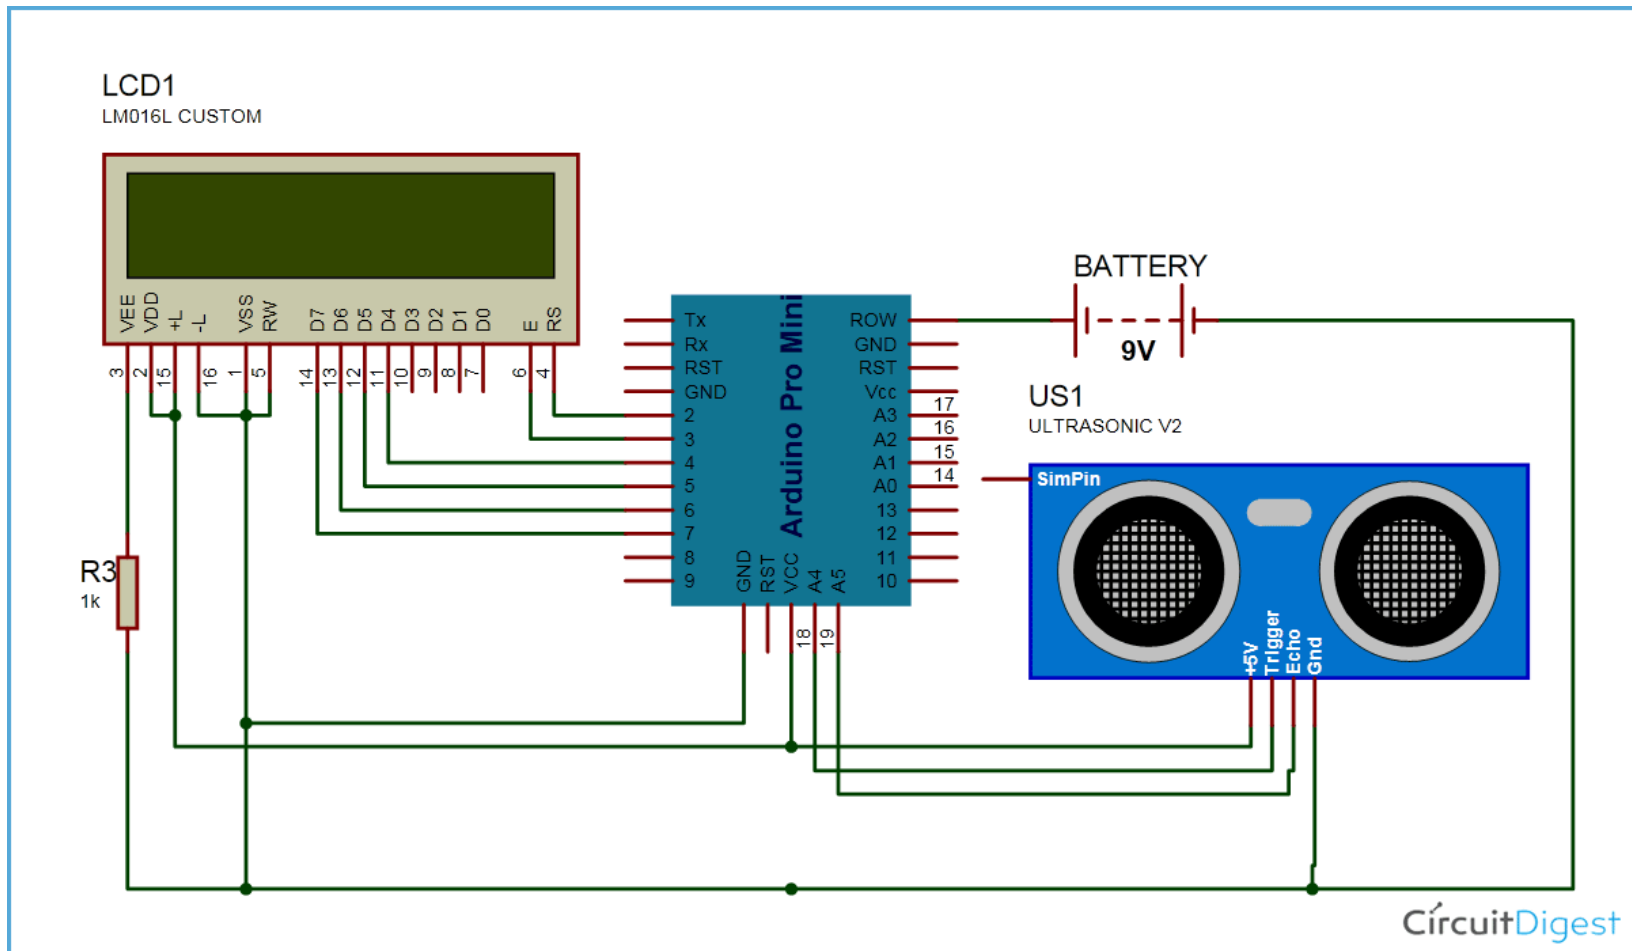 LCD1
LM016L CUSTOM
VEE VDD +L -L VSS RW D7 D6 D5 D4 D3 D2 D1 D0 E RS
3 2 15 16 1 5 14 13 12 11 10 9 8 7 6 4
R3
1k
Arduino Pro Mini
Tx
Rx
RST
GND
2
3
4
5
6
7
8
9
ROW
GND
RST
Vcc
A3 17
A2 16
A1 15
A0 14
13
12
11
10
GND RST VCC A4 A5
18 19
BATTERY
9V
US1
ULTRASONIC V2
SimPin
+5V Trigger Echo Gnd
CircuitDigest